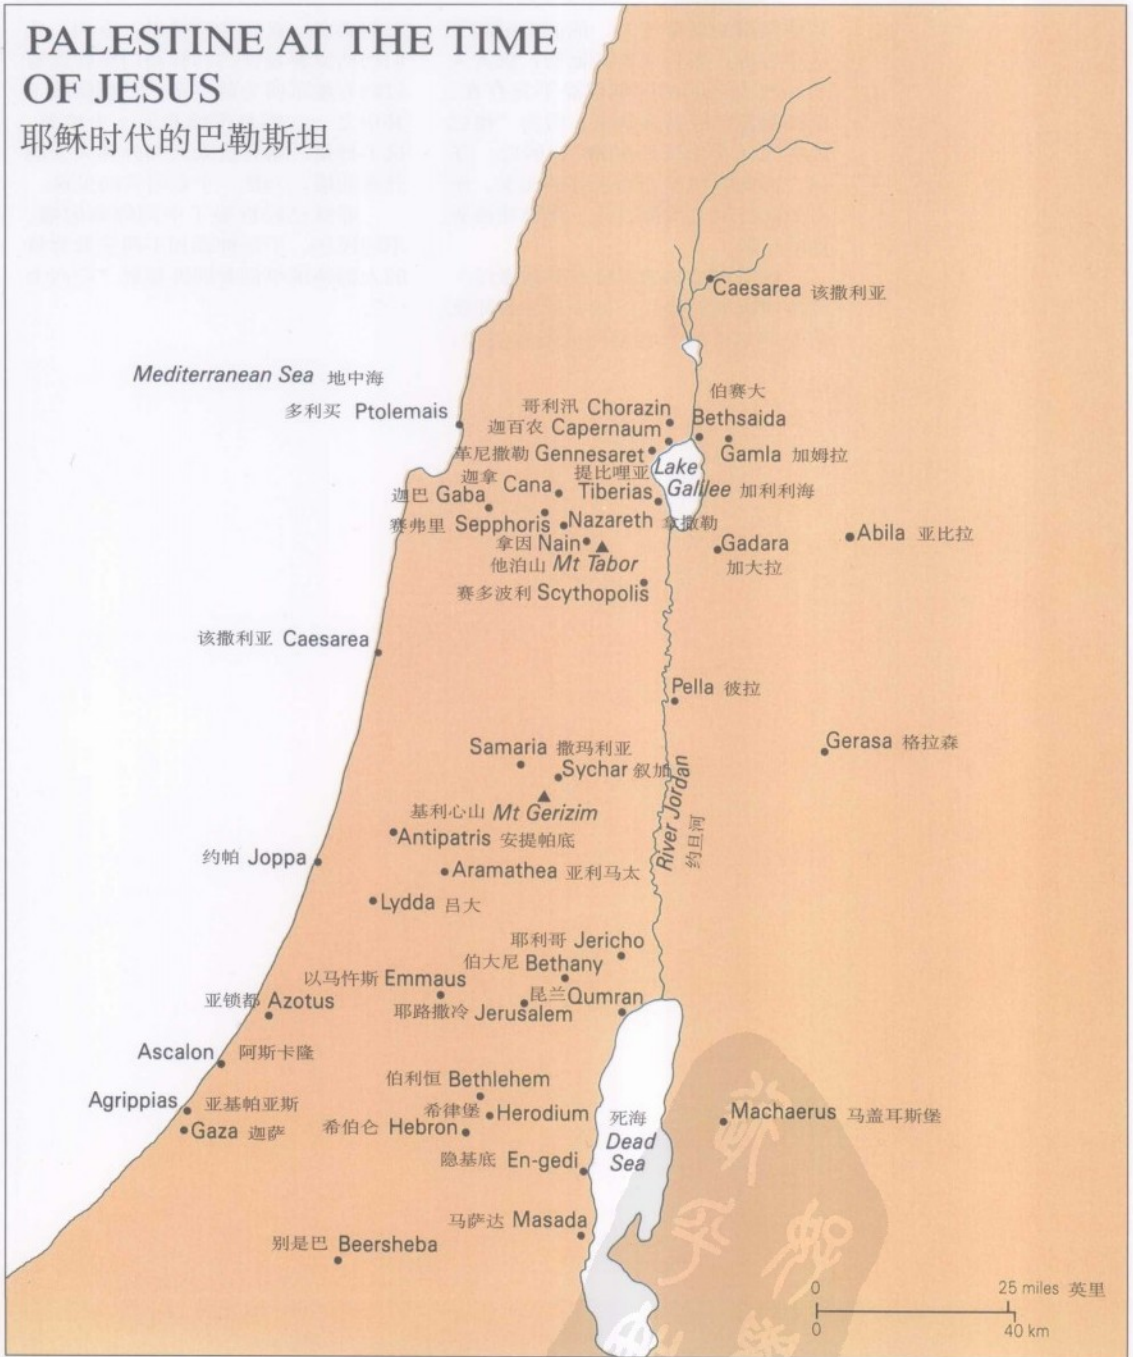 PALESTINE AT THE TIME
OF JESUS
耶稣时代的巴勒斯坦
Caesarea 该撒利亚
Mediterranean Sea 地中海
多利买 Ptolemais
伯赛大
Bethsaida
哥利汛 Chorazin
迦百农 Capernaum
革尼撒勒 Gennesaret
Gamla 加姆拉
提比哩亚
Tiberias
Lake
Galilee 加利利海
迦拿 Cana
迦巴 Gaba
赛弗里 Sepphoris
Nazareth 拿撒勒
拿因 Nain
他泊山 Mt Tabor
Gadara
加大拉
Abila 亚比拉
赛多波利 Scythopolis
该撒利亚 Caesarea
Pella 彼拉
Samaria 撒玛利亚
Sychar 叙加
Gerasa 格拉森
基利心山 Mt Gerizim
River Jordan
约旦河
Antipatris 安提帕底
约帕 Joppa
Aramathea 亚利马太
Lydda 吕大
耶利哥 Jericho
伯大尼 Bethany
以马忤斯 Emmaus
昆兰 Qumran
亚锁都 Azotus
耶路撒冷 Jerusalem
Ascalon 阿斯卡隆
伯利恒 Bethlehem
Agrippias 亚基帕亚斯
希律堡 Herodium
Gaza 迦萨
希伯仑 Hebron
死海
Dead
Sea
Machaerus 马盖耳斯堡
隐基底 En-gedi
马萨达 Masada
别是巴 Beersheba
0 25 miles 英里
0 40 km